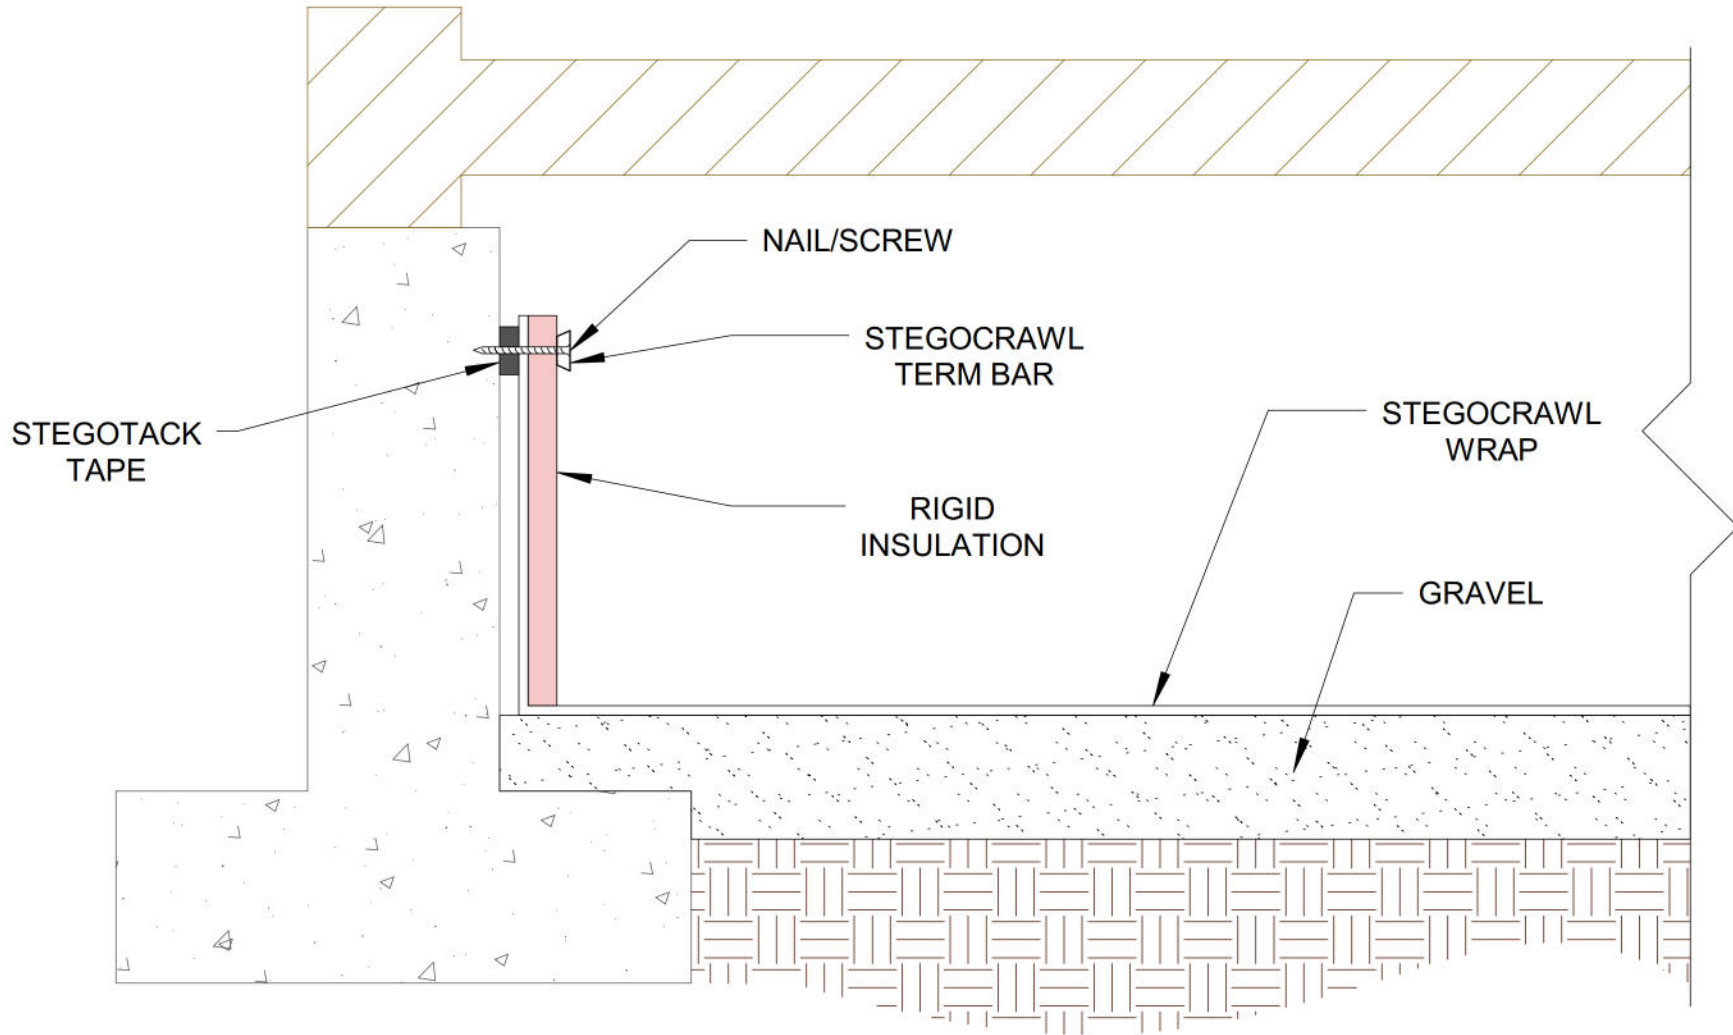 NAIL/SCREW
STEGOCRAWL
TERM BAR
STEGOTACK
TAPE
STEGOCRAWL
WRAP
RIGID
INSULATION
GRAVEL